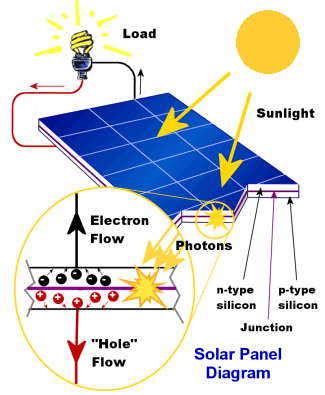 Load
Sunlight
Electron
Flow
Photons
n-type
silicon
p-type
silicon
Junction
"Hole"
Flow
Solar Panel
Diagram